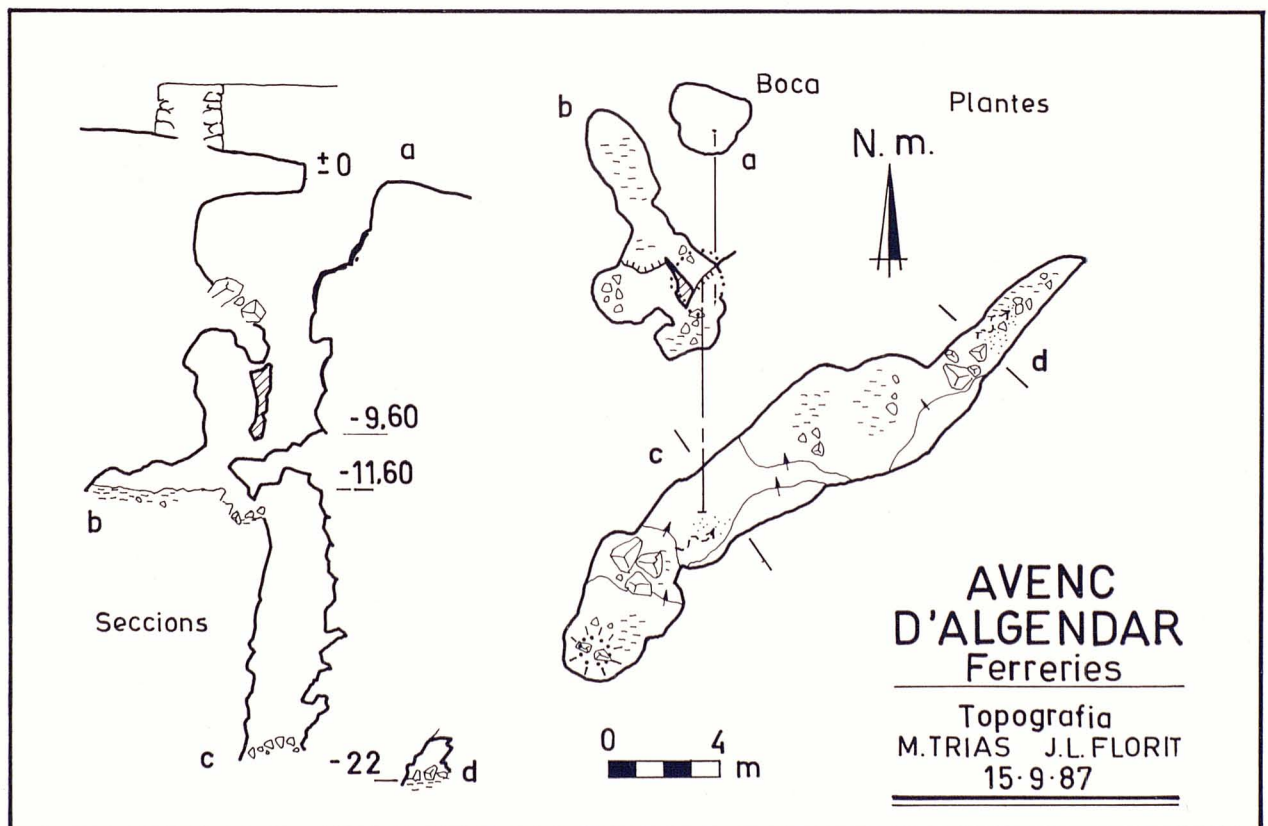 ±0
a
-9,60
-11,60
b
Seccions
c
-22
d
b
Boca
a
Plantes
N. m.
c
d
0 4
m
AVENC
D'ALGENDAR
Ferreries
Topografia
M.TRIAS J.L.FLORIT
15·9·87